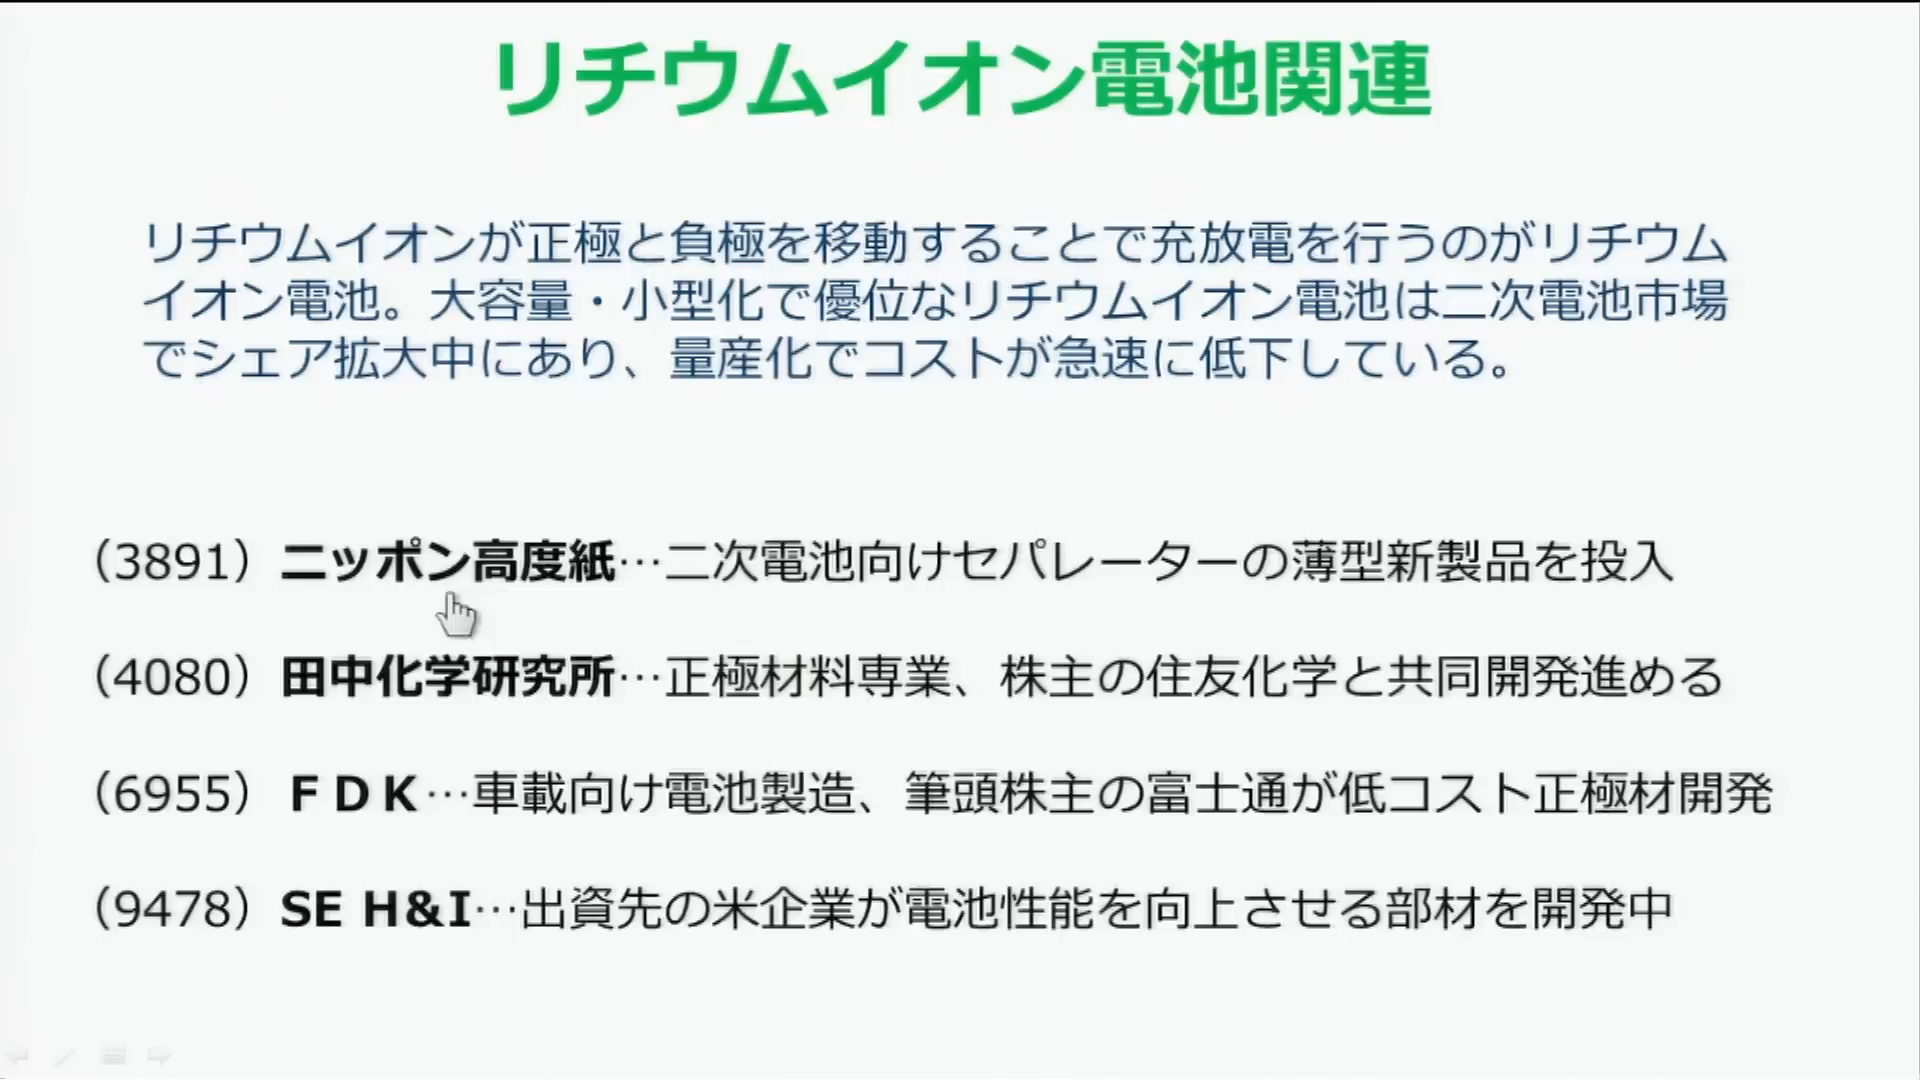 リチウムイオン電池関連
リチウムイオンが正極と負極を移動することで充放電を行うのがリチウム
イオン電池。大容量・小型化で優位なリチウムイオン電池は二次電池市場
でシェア拡大中にあり、量産化でコストが急速に低下している。
（3891）ニッポン高度紙…二次電池向けセパレーターの薄型新製品を投入
（4080）田中化学研究所…正極材料専業、株主の住友化学と共同開発進める
（6955）ＦＤＫ…車載向け電池製造、筆頭株主の富士通が低コスト正極材開発
（9478）SE H&I…出資先の米企業が電池性能を向上させる部材を開発中